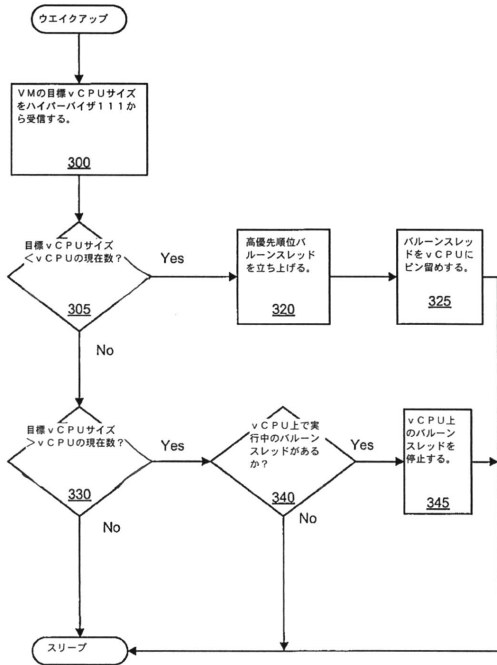 ウエイクアップ
VMの目標vCPUサイズ
をハイパーバイザ111か
ら受信する。
300
目標vCPUサイズ
<vCPUの現在数?
305
Yes
No
高優先順位バ
ルーンスレッド
を立ち上げる。
320
バルーンスレッ
ドをvCPUに
ピン留めする。
325
目標vCPUサイズ
>vCPUの現在数?
330
Yes
No
vCPU上で実
行中のバルーン
スレッドがある
か?
340
Yes
No
vCPU上
のバルーン
スレッドを
停止する。
345
スリープ